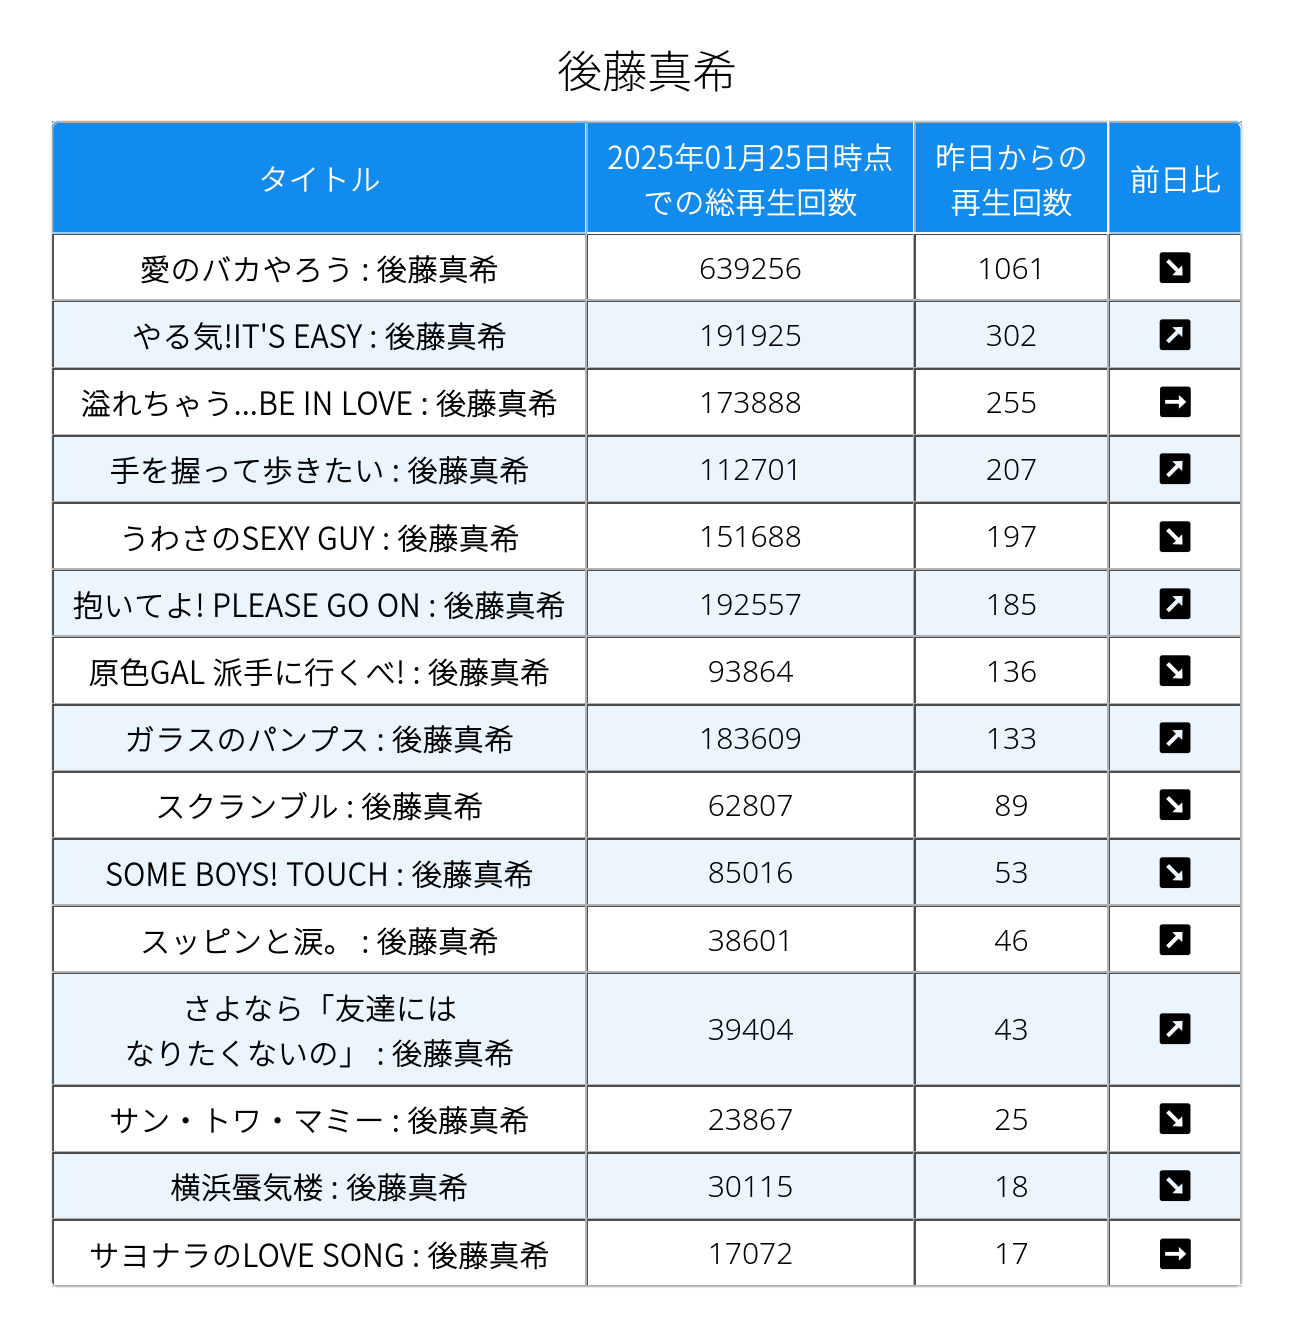 後藤真希
タイトル
2025年01月25日時点
での総再生回数
昨日からの
再生回数
前日比
愛のバカやろう : 後藤真希 639256 1061 ↘
やる気!IT'S EASY : 後藤真希 191925 302 ↗
溢れちゃう...BE IN LOVE : 後藤真希 173888 255 →
手を握って歩きたい : 後藤真希 112701 207 ↗
うわさのSEXY GUY : 後藤真希 151688 197 ↘
抱いてよ! PLEASE GO ON : 後藤真希 192557 185 ↗
原色GAL 派手に行くべ! : 後藤真希 93864 136 ↘
ガラスのパンプス : 後藤真希 183609 133 ↗
スクランブル : 後藤真希 62807 89 ↘
SOME BOYS! TOUCH : 後藤真希 85016 53 ↘
スッピンと涙。 : 後藤真希 38601 46 ↗
さよなら「友達には
なりたくないの」 : 後藤真希 39404 43 ↗
サン・トワ・マミー : 後藤真希 23867 25 ↘
横浜蜃気楼 : 後藤真希 30115 18 ↘
サヨナラのLOVE SONG : 後藤真希 17072 17 →